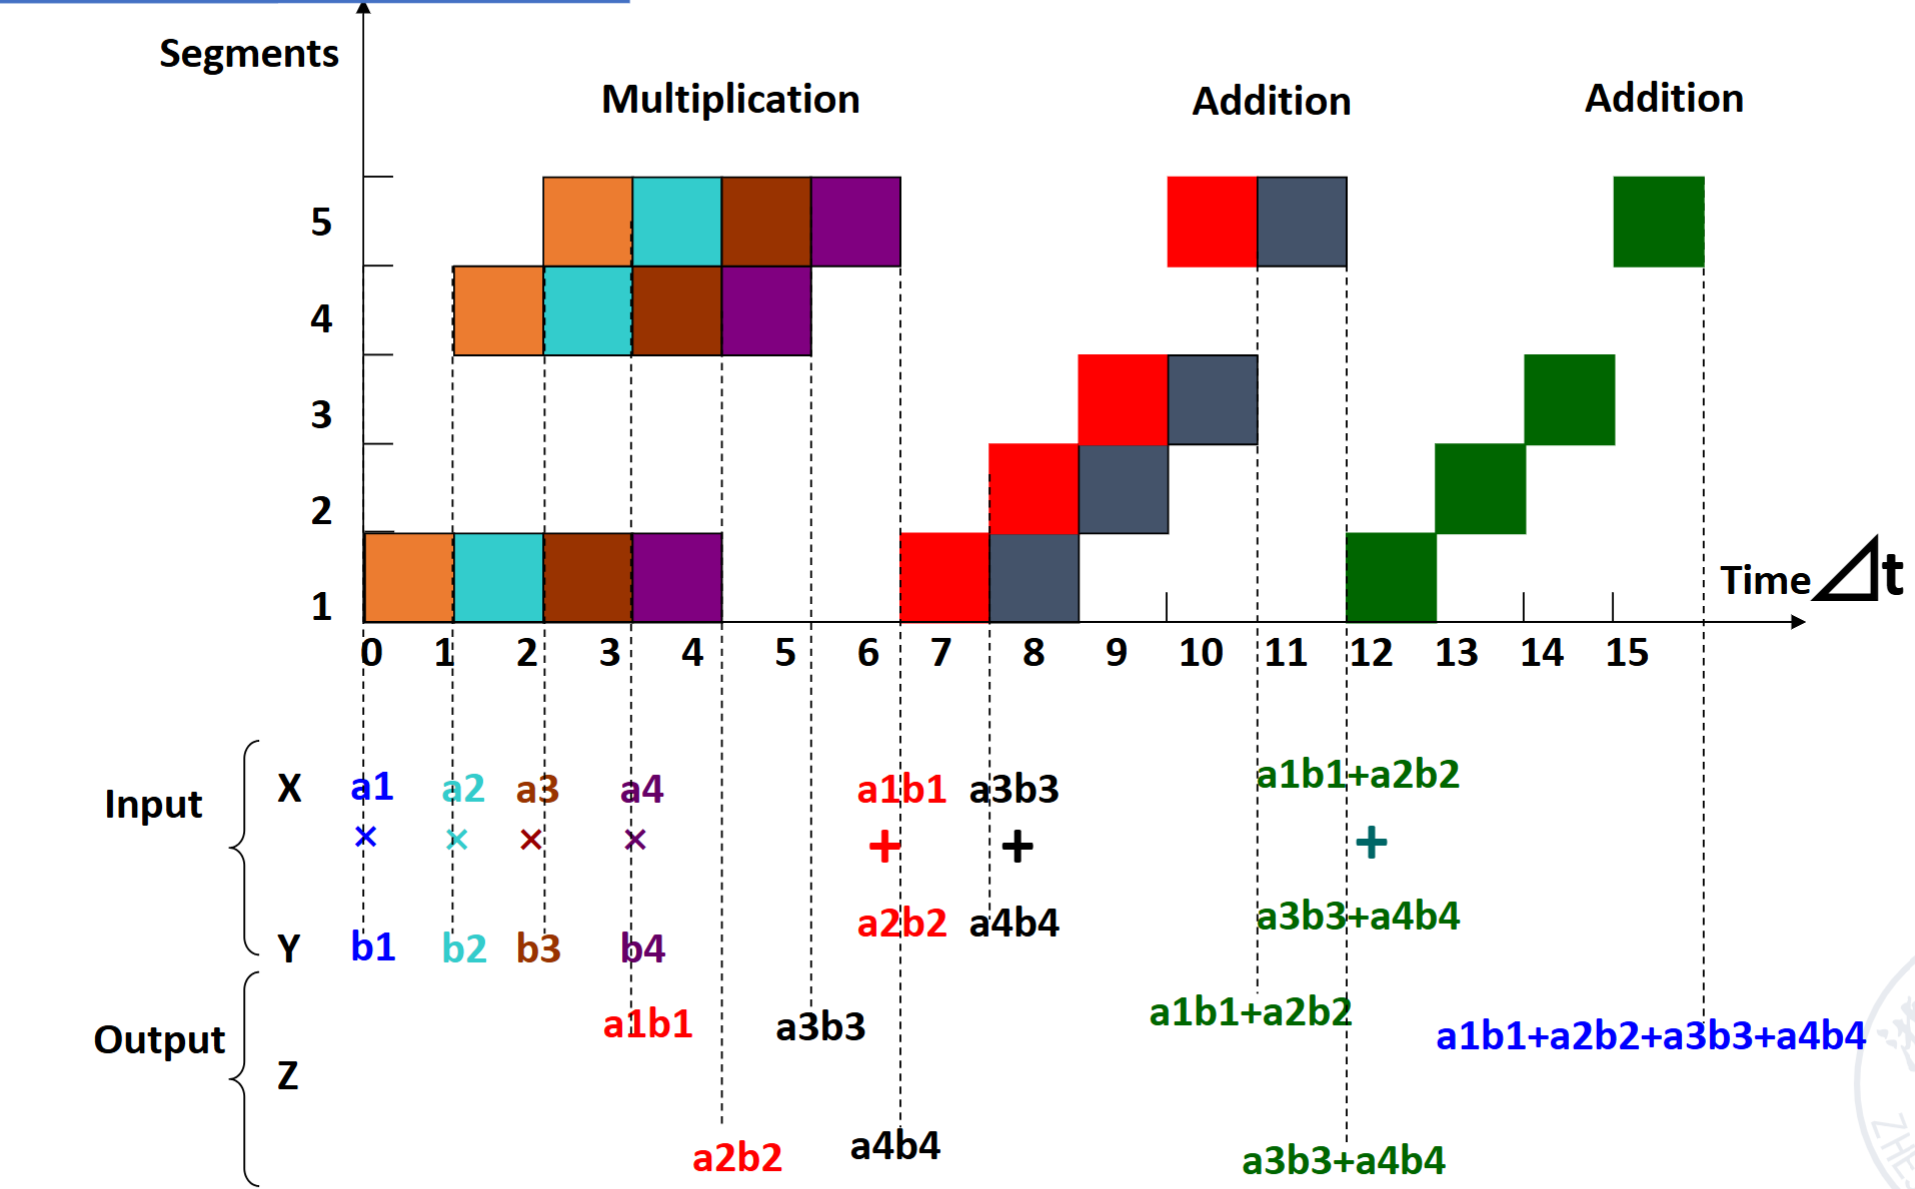 Segments
Multiplication
Addition
Addition
5
4
3
2
1
Time ⊿t
0 1 2 3 4 5 6 7 8 9 10 11 12 13 14 15
Input
X a1 a2 a3 a4 a1b1 a3b3 a1b1+a2b2
× × × × + + +
Y b1 b2 b3 b4 a2b2 a4b4 a3b3+a4b4
Output
Z
a1b1 a3b3 a1b1+a2b2 a1b1+a2b2+a3b3+a4b4
a2b2 a4b4 a3b3+a4b4